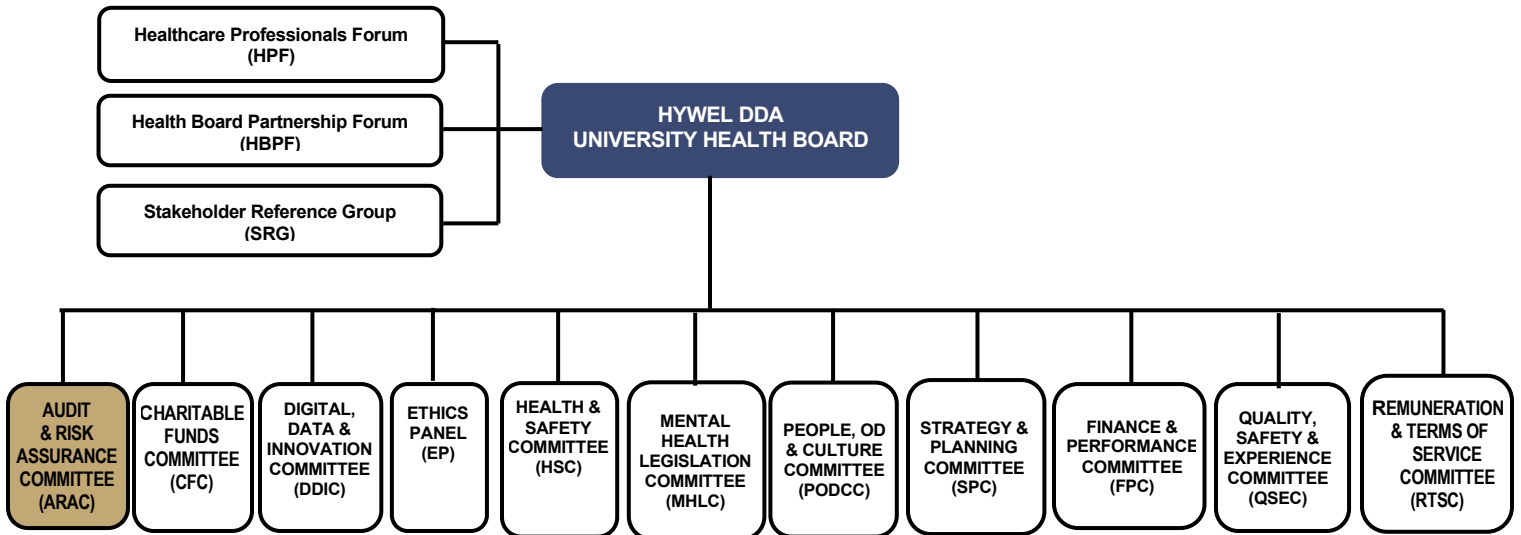 Healthcare Professionals Forum
(HPF)
Health Board Partnership Forum
(HBPF)
Stakeholder Reference Group
(SRG)
HYWEL DDA
UNIVERSITY HEALTH BOARD
AUDIT
& RISK
ASSURANCE
COMMITTEE
(ARAC)
CHARITABLE
FUNDS
COMMITTEE
(CFC)
DIGITAL,
DATA &
INNOVATION
COMMITTEE
(DDIC)
ETHICS
PANEL
(EP)
HEALTH &
SAFETY
COMMITTEE
(HSC)
MENTAL
HEALTH
LEGISLATION
COMMITTEE
(MHLC)
PEOPLE, OD
& CULTURE
COMMITTEE
(PODCC)
STRATEGY &
PLANNING
COMMITTEE
(SPC)
FINANCE &
PERFORMANCE
COMMITTEE
(FPC)
QUALITY,
SAFETY &
EXPERIENCE
COMMITTEE
(QSEC)
REMUNERATION
& TERMS OF
SERVICE
COMMITTEE
(RTSC)